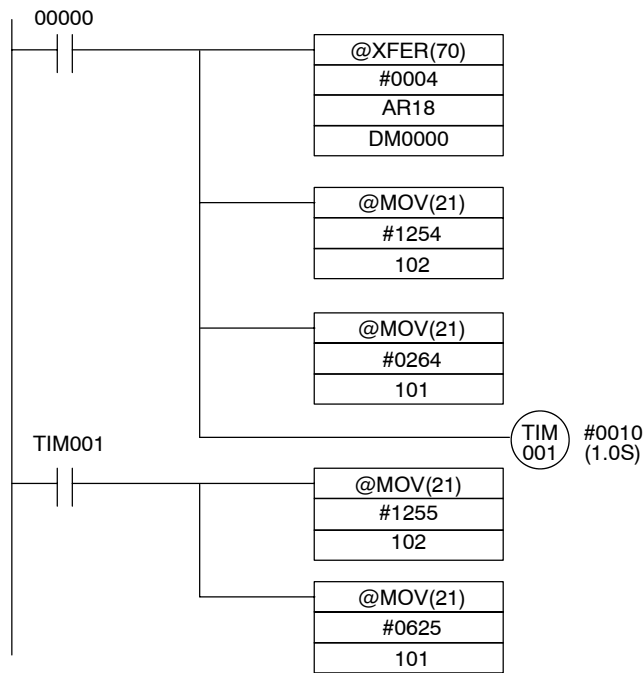 00000
@XFER(70)
#0004
AR18
DM0000
@MOV(21)
#1254
102
@MOV(21)
#0264
101
TIM
001
#0010
(1.0S)
TIM001
@MOV(21)
#1255
102
@MOV(21)
#0625
101